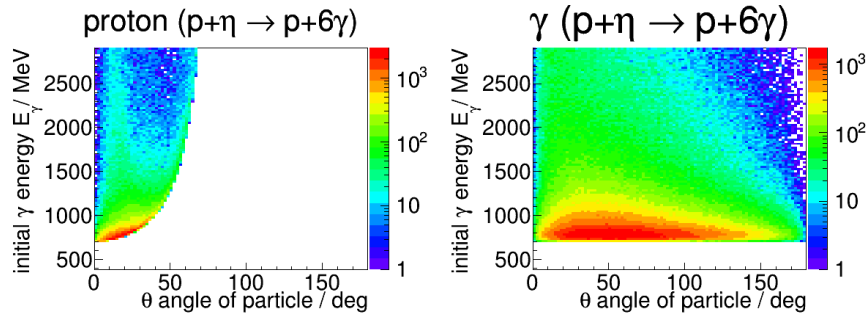 proton (p+η → p+6γ)
initial γ energy E_γ / MeV
2500
2000
1500
1000
500
0 50 100 150
θ angle of particle / deg
10³
10²
10
1
γ (p+η → p+6γ)
initial γ energy E_γ / MeV
2500
2000
1500
1000
500
0 50 100 150
θ angle of particle / deg
10³
10²
10
1